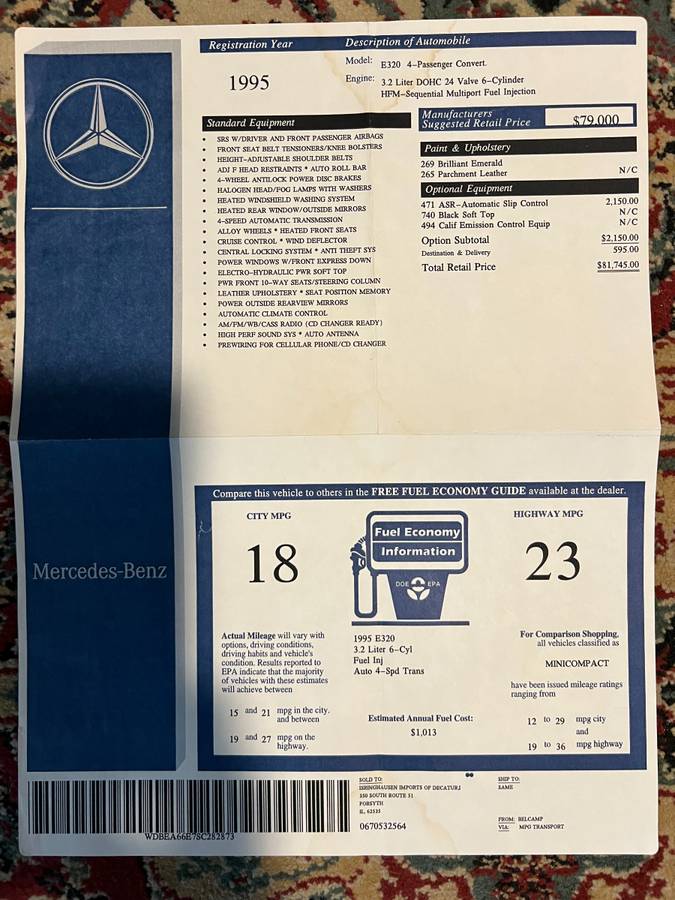 Registration Year
Description of Automobile
1995
Model: E320 4-Passenger Convert.
Engine: 3.2 Liter DOHC 24 Valve 6-Cylinder
HFM-Sequential Multiport Fuel Injection
Standard Equipment
SRS W/DRIVER AND FRONT PASSENGER AIRBAGS
FRONT SEAT BELT TENSIONERS/KNEE BOLSTERS
HEIGHT-ADJUSTABLE SHOULDER BELTS
ADJ F HEAD RESTRAINTS * AUTO ROLL BAR
4-WHEEL ANTILOCK POWER DISC BRAKES
HALOGEN HEAD/FOG LAMPS WITH WASHERS
HEATED WINDSHIELD WASHING SYSTEM
HEATED REAR WINDOW/OUTSIDE MIRRORS
4-SPEED AUTOMATIC TRANSMISSION
ALLOY WHEELS * HEATED FRONT SEATS
CRUISE CONTROL * WIND DEFLECTOR
CENTRAL LOCKING SYSTEM * ANTI THEFT SYS
POWER WINDOWS W/FRONT EXPRESS DOWN
ELECTRO-HYDRAULIC PWR SOFT TOP
PWR FRONT 10-WAY SEATS/STEERING COLUMN
LEATHER UPHOLSTERY * SEAT POSITION MEMORY
POWER OUTSIDE REARVIEW MIRRORS
AUTOMATIC CLIMATE CONTROL
AM/FM/WB/CASS RADIO (CD CHANGER READY)
HIGH PERF SOUND SYS * AUTO ANTENNA
PREWIRING FOR CELLULAR PHONE/CD CHANGER
Manufacturers
Suggested Retail Price $79,000
Paint & Upholstery
269 Brilliant Emerald
265 Parchment Leather N/C
Optional Equipment
471 ASR-Automatic Slip Control 2,150.00
740 Black Soft Top N/C
494 Calif Emission Control Equip N/C
Option Subtotal $2,150.00
Destination & Delivery 595.00
Total Retail Price $81,745.00
Mercedes-Benz
Compare this vehicle to others in the FREE FUEL ECONOMY GUIDE available at the dealer.
CITY MPG
18
Fuel Economy
Information
DOE EPA
HIGHWAY MPG
23
Actual Mileage will vary with
options, driving conditions,
driving habits and vehicle's
condition. Results reported to
EPA indicate that the majority
of vehicles with these estimates
will achieve between
15 and 21 mpg in the city.
and between
19 and 27 mpg on the
highway.
1995 E320
3.2 Liter 6-Cyl
Fuel Inj
Auto 4-Spd Trans
Estimated Annual Fuel Cost:
$1,013
For Comparison Shopping,
all vehicles classified as
MINICOMPACT
have been issued mileage ratings
ranging from
12 to 29 mpg city
and
19 to 36 mpg highway
WDBEA66E7SC282873
SOLD TO:
ISRINGHAUSEN IMPORTS OF DECATUR,I
350 SOUTH ROUTE 51
FORSYTH
IL, 62535
0670532564
SHIP TO:
SAME
FROM: BELCAMP
VIA: MPG TRANSPORT